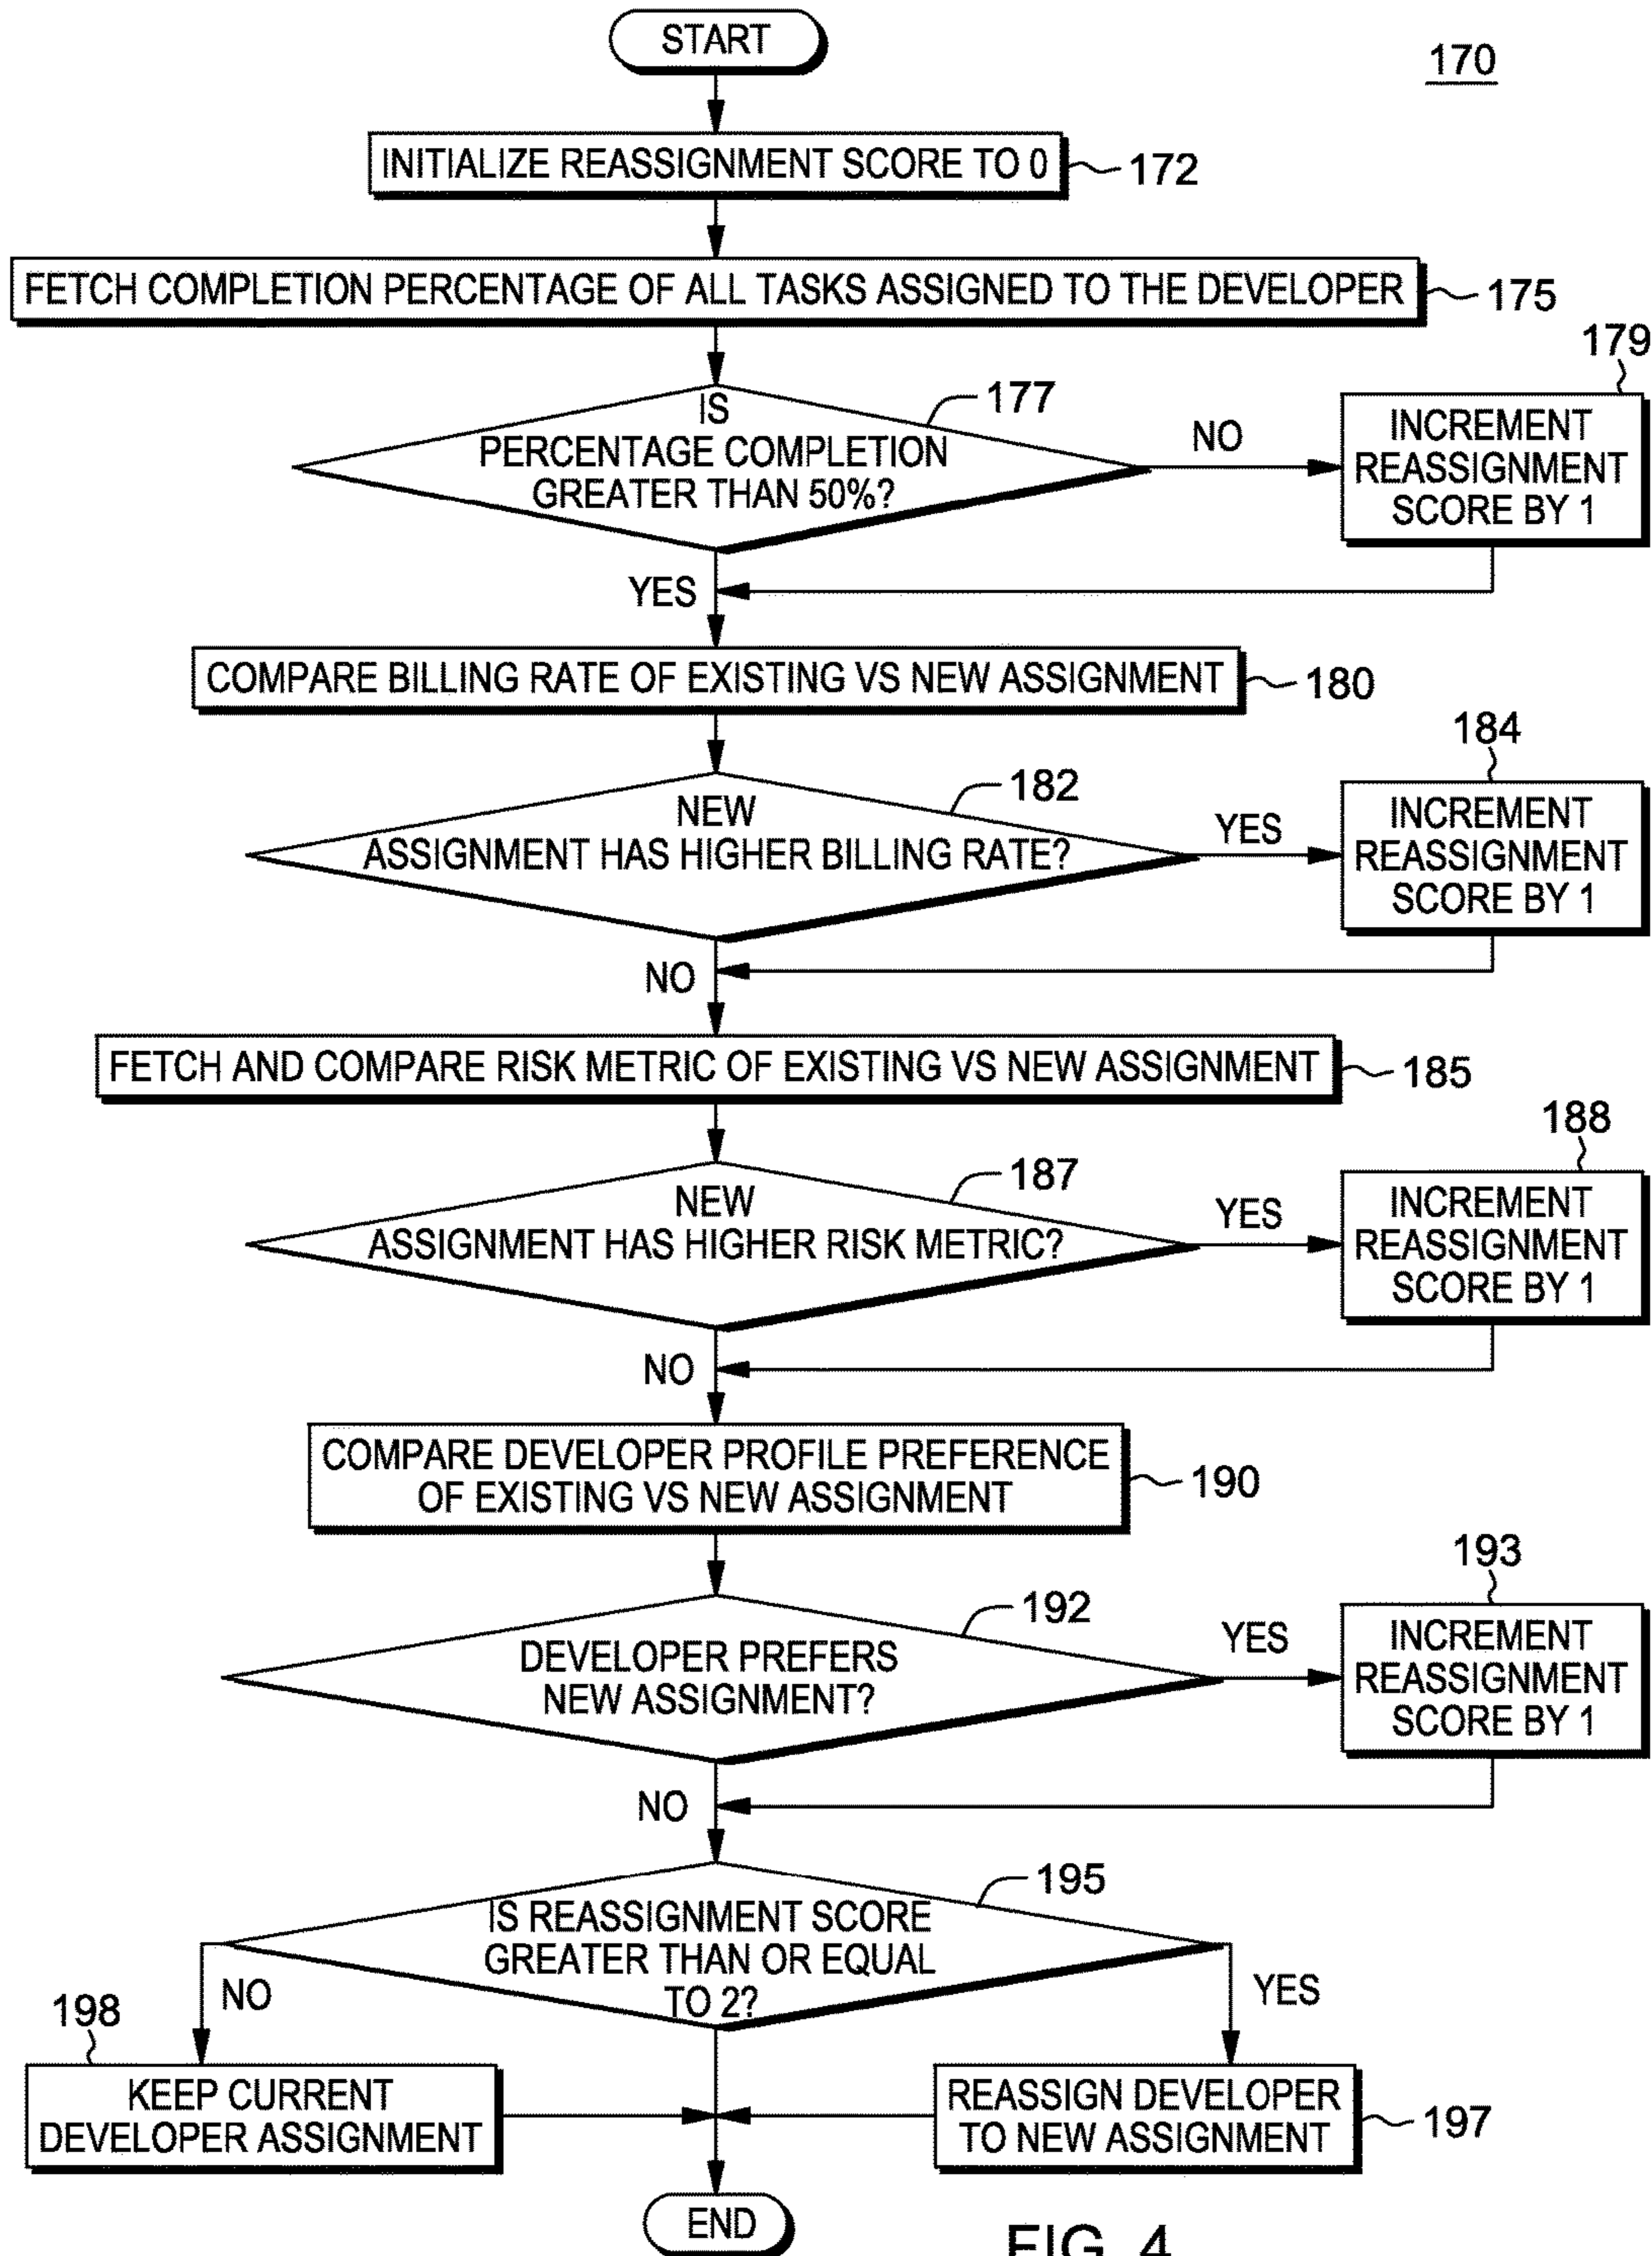 START
170
INITIALIZE REASSIGNMENT SCORE TO 0
172
FETCH COMPLETION PERCENTAGE OF ALL TASKS ASSIGNED TO THE DEVELOPER
175
179
177
IS
PERCENTAGE COMPLETION
GREATER THAN 50%?
NO
INCREMENT
REASSIGNMENT
SCORE BY 1
YES
COMPARE BILLING RATE OF EXISTING VS NEW ASSIGNMENT
180
184
182
NEW
ASSIGNMENT HAS HIGHER BILLING RATE?
YES
INCREMENT
REASSIGNMENT
SCORE BY 1
NO
FETCH AND COMPARE RISK METRIC OF EXISTING VS NEW ASSIGNMENT
185
188
187
NEW
ASSIGNMENT HAS HIGHER RISK METRIC?
YES
INCREMENT
REASSIGNMENT
SCORE BY 1
NO
COMPARE DEVELOPER PROFILE PREFERENCE
OF EXISTING VS NEW ASSIGNMENT
190
193
192
DEVELOPER PREFERS
NEW ASSIGNMENT?
YES
INCREMENT
REASSIGNMENT
SCORE BY 1
NO
195
IS REASSIGNMENT SCORE
GREATER THAN OR EQUAL
TO 2?
NO
YES
198
KEEP CURRENT
DEVELOPER ASSIGNMENT
REASSIGN DEVELOPER
TO NEW ASSIGNMENT
197
END
FIG. 4